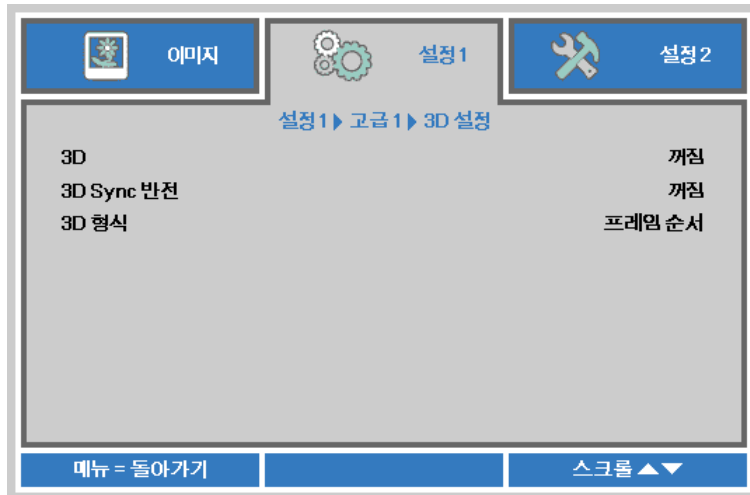 이미지
설정 1
설정 2
설정 1 ▶ 고급 1 ▶ 3D 설정
3D 꺼짐
3D Sync 반전 꺼짐
3D 형식 프레임 순서
메뉴 = 돌아가기 스크롤 ▲▼